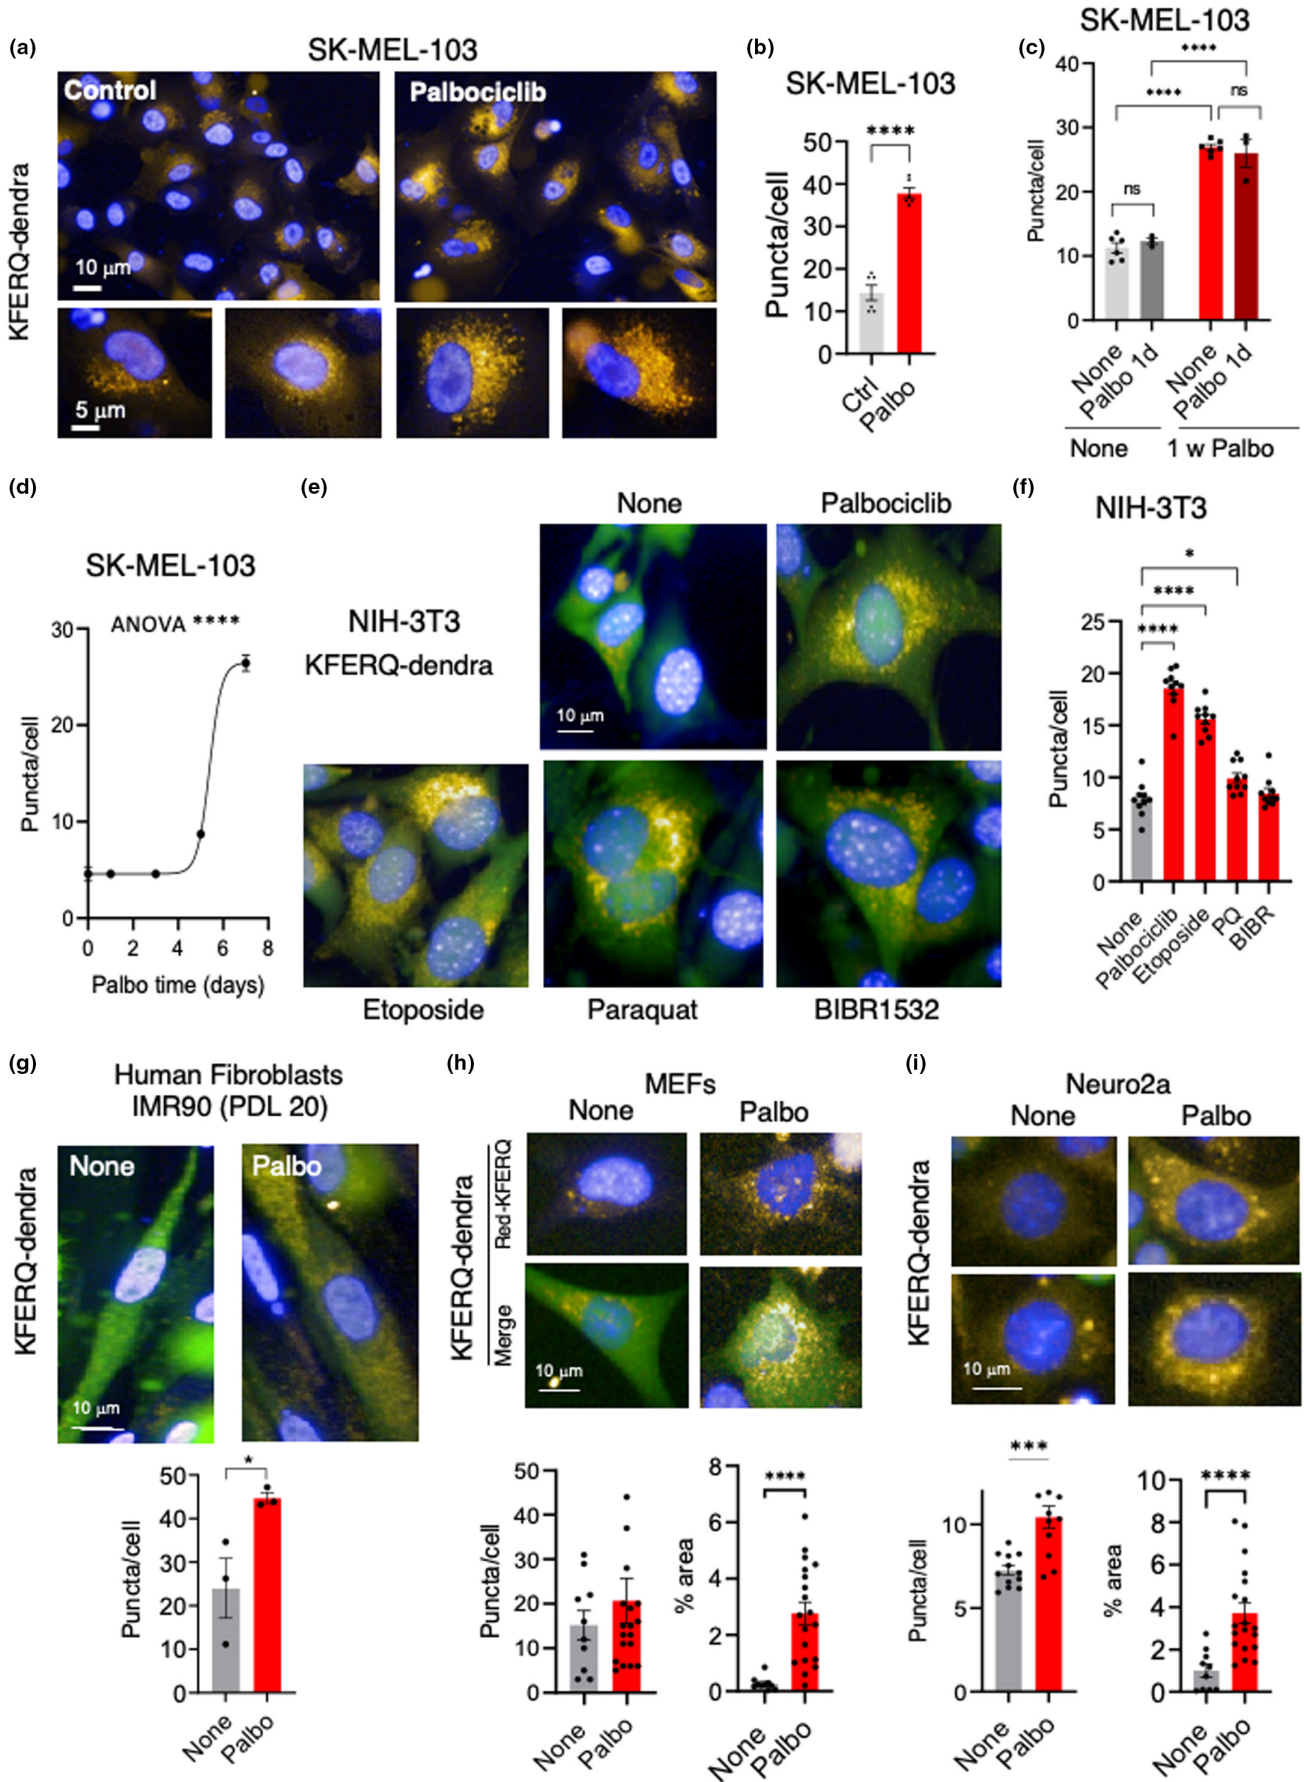 (a)
SK-MEL-103
KFERQ-dendra
Control
Palbociclib
10 μm
5 μm
(b)
SK-MEL-103
****
Puncta/cell
50
40
30
20
10
0
Ctrl
Palbo
(c)
SK-MEL-103
****
****
ns
ns
Puncta/cell
40
30
20
10
0
None
Palbo 1d
None
Palbo 1d
None
1 w Palbo
(d)
SK-MEL-103
ANOVA ****
Puncta/cell
30
20
10
0
0 2 4 6 8
Palbo time (days)
(e)
NIH-3T3
KFERQ-dendra
None
Palbociclib
10 μm
Etoposide
Paraquat
BIBR1532
(f)
NIH-3T3
*
****
****
Puncta/cell
25
20
15
10
5
0
None
Palbociclib
Etoposide
PQ
BIBR
(g)
Human Fibroblasts
IMR90 (PDL 20)
KFERQ-dendra
None
Palbo
10 μm
*
Puncta/cell
50
40
30
20
10
0
None
Palbo
(h)
MEFs
None
Palbo
KFERQ-dendra
Red-KFERQ
Merge
10 μm
Puncta/cell
50
40
30
20
10
0
None
Palbo
****
% area
8
6
4
2
0
None
Palbo
(i)
Neuro2a
None
Palbo
KFERQ-dendra
10 μm
***
Puncta/cell
10
5
0
None
Palbo
****
% area
10
8
6
4
2
0
None
Palbo